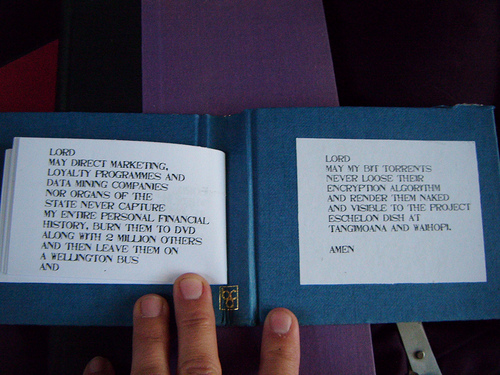 LORD
MAY DIRECT MARKETING,
LOYALTY PROGRAMMES AND
DATA MINING COMPANIES
NOR ORGANS OF THE
STATE NEVER CAPTURE
MY ENTIRE PERSONAL FINANCIAL
HISTORY, BURN THEM TO DVD
ALONG WITH 2 MILLION OTHERS
AND THEN LEAVE THEM ON
A WELLINGTON BUS
AND
LORD
MAY MY BIT TORRENTS
NEVER LOOSE THEIR
ENCRYPTION ALGORITHM
AND RENDER THEM NAKED
AND VISIBLE TO THE PROJECT
ESCHELON DISH AT
TANGIMOANA AND WAIHOPI.
AMEN